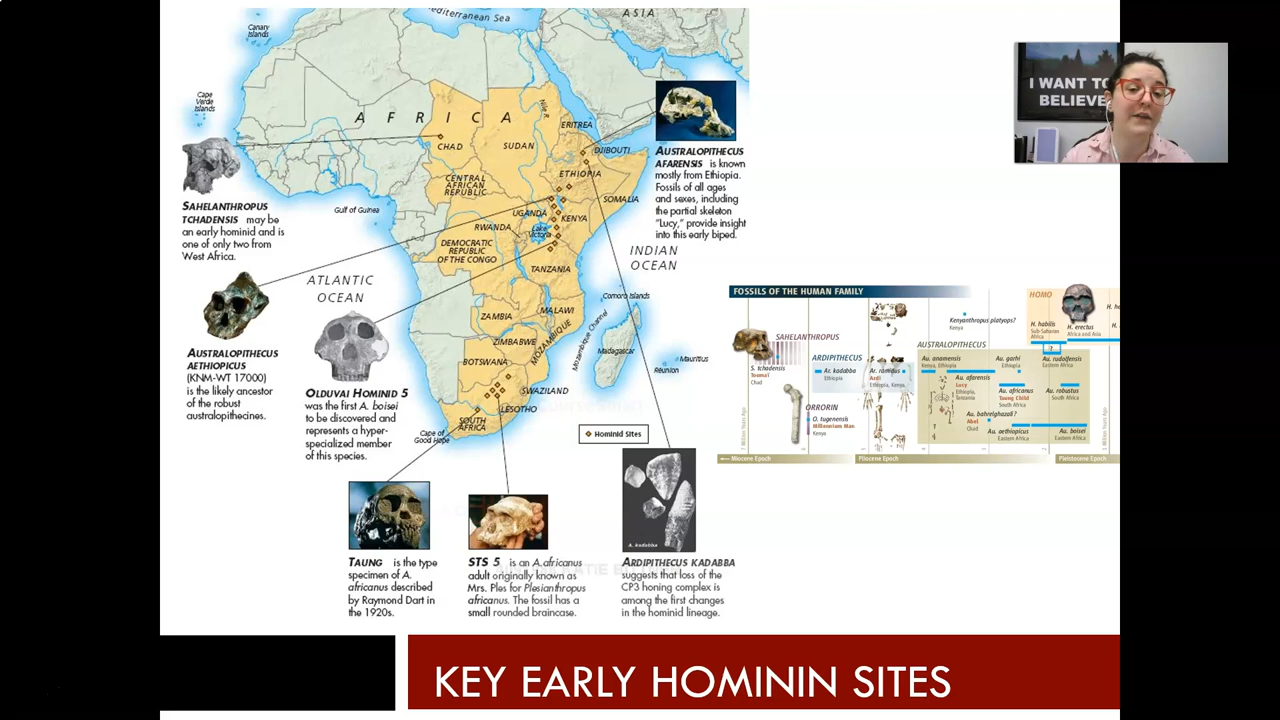 Mediterranean Sea
ASIA
Canary
Islands
Cape
Verde
Islands
AFRICA
Nile R.
ERITREA
CHAD
SUDAN
DJIBOUTI
CENTRAL
AFRICAN
REPUBLIC
ETHIOPIA
SOMALIA
Gulf of Guinea
UGANDA
KENYA
RWANDA
Lake
Victoria
DEMOCRATIC
REPUBLIC
OF THE CONGO
TANZANIA
INDIAN
OCEAN
ATLANTIC
OCEAN
Comoro Islands
ZAMBIA
MALAWI
MOZAMBIQUE
Mozambique Channel
ZIMBABWE
Madagascar
Mauritius
Réunion
BOTSWANA
SWAZILAND
LESOTHO
SOUTH
AFRICA
Cape of
Good Hope
Hominid Sites
SAHELANTHROPUS
TCHADENSIS may be
an early hominid and is
one of only two from
West Africa.
AUSTRALOPITHECUS
AETHIOPICUS
(KNM-WT 17000)
is the likely ancestor
of the robust
australopithecines.
OLDUVAI HOMINID 5
was the first A. boisei
to be discovered and
represents a hyper-
specialized member
of this species.
AUSTRALOPITHECUS
AFARENSIS is known
mostly from Ethiopia.
Fossils of all ages
and sexes, including
the partial skeleton
"Lucy," provide insight
into this early biped.
TAUNG is the type
specimen of A.
africanus described
by Raymond Dart in
the 1920s.
STS 5 is an A. africanus
adult originally known as
Mrs. Ples for Plesianthropus
africanus. The fossil has a
small rounded braincase.
A. kadabba
ARDIPITHECUS KADABBA
suggests that loss of the
CP3 honing complex is
among the first changes
in the hominid lineage.
I WANT TO
BELIEVE
FOSSILS OF THE HUMAN FAMILY
HOMO
Kenyanthropus platyops?
Kenya
H. habilis
Sub-Saharan
Africa
H. erectus
Africa and Asia
SAHELANTHROPUS
S. tchadensis
Toumaï
Chad
ARDIPITHECUS
Ar. kadabba
Ethiopia
Ar. ramidus
Ardi
Ethiopia, Kenya
ORRORIN
O. tugenensis
Millennium Man
Kenya
AUSTRALOPITHECUS
Au. anamensis
Kenya, Ethiopia
Au. garhi
Ethiopia
?
Au. rudolfensis
Eastern Africa
Au. afarensis
Lucy
Ethiopia,
Tanzania
Au. africanus
Taung Child
South Africa
Au. robustus
South Africa
Au. bahrelghazali?
Abel
Chad
Au. aethiopicus
Eastern Africa
Au. boisei
Eastern Africa
Miocene Epoch
Pliocene Epoch
Pleistocene Epoch
KEY EARLY HOMININ SITES